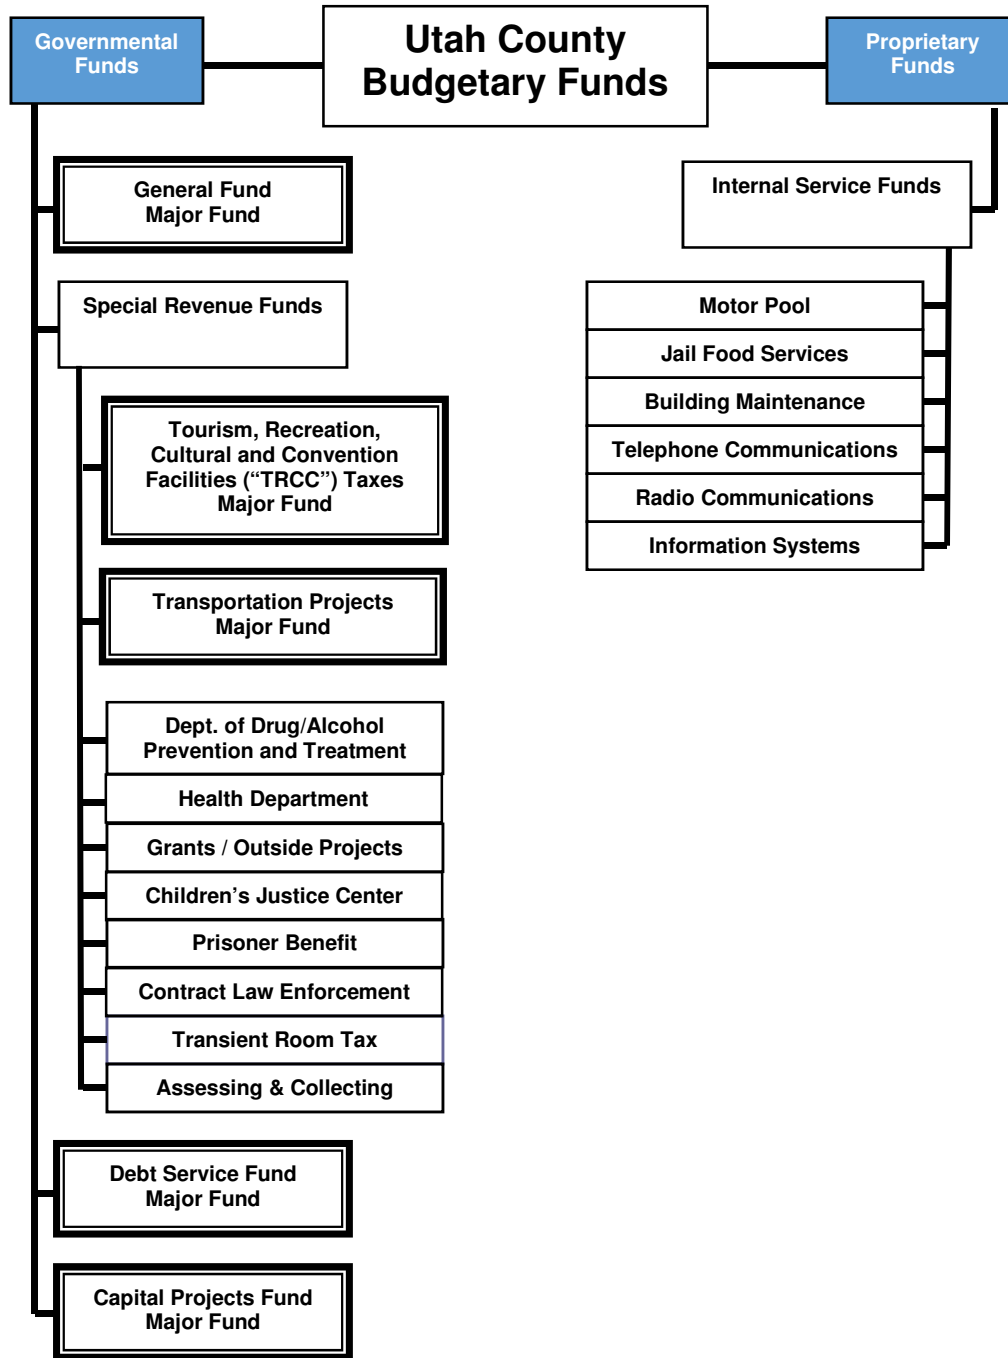 Governmental
Funds
Utah County
Budgetary Funds
Proprietary
Funds
General Fund
Major Fund
Special Revenue Funds
Tourism, Recreation,
Cultural and Convention
Facilities (“TRCC”) Taxes
Major Fund
Transportation Projects
Major Fund
Dept. of Drug/Alcohol
Prevention and Treatment
Health Department
Grants / Outside Projects
Children’s Justice Center
Prisoner Benefit
Contract Law Enforcement
Transient Room Tax
Assessing & Collecting
Debt Service Fund
Major Fund
Capital Projects Fund
Major Fund
Internal Service Funds
Motor Pool
Jail Food Services
Building Maintenance
Telephone Communications
Radio Communications
Information Systems